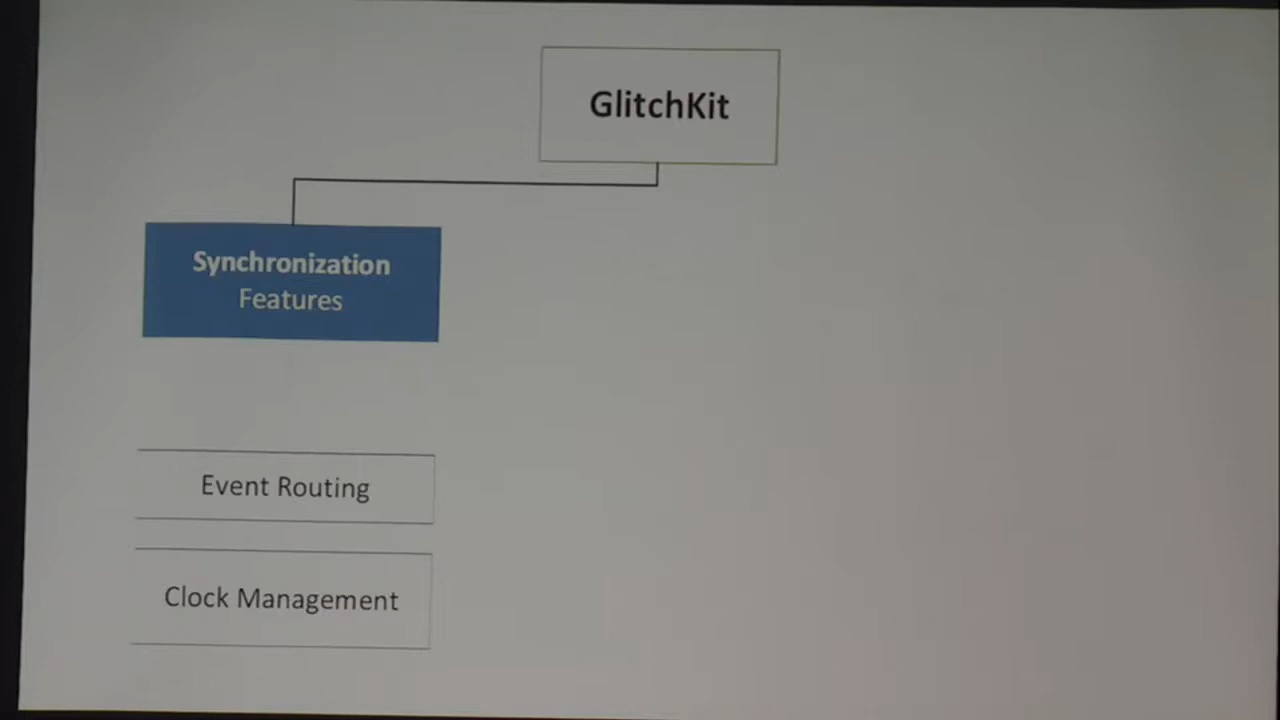 GlitchKit
Synchronization
Features
Event Routing
Clock Management